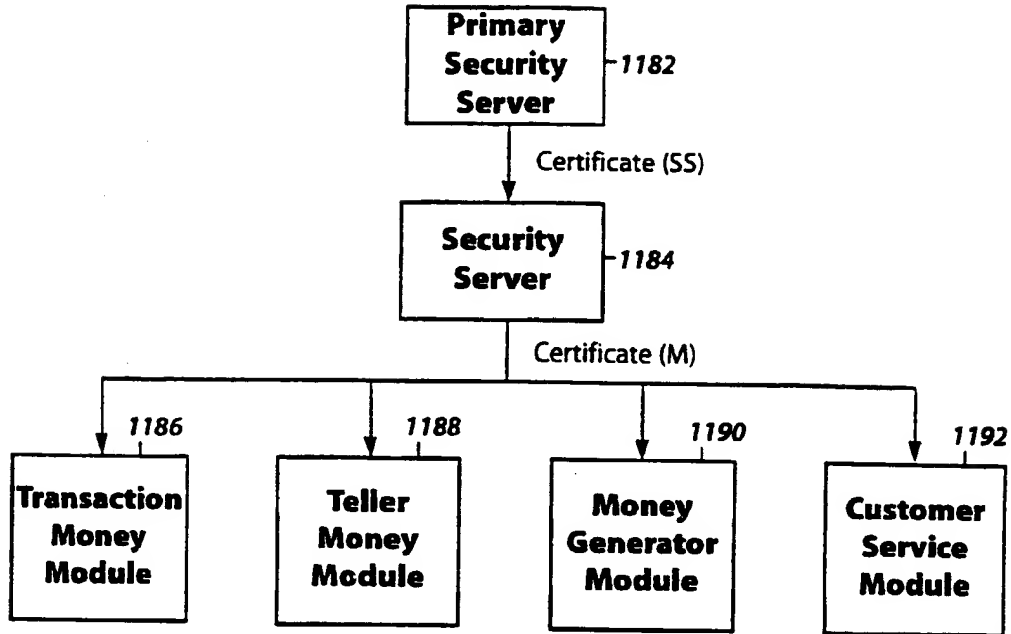 Primary
Security
Server
1182
Certificate (SS)
Security
Server
1184
Certificate (M)
1186
1188
1190
1192
Transaction
Money
Module
Teller
Money
Module
Money
Generator
Module
Customer
Service
Module